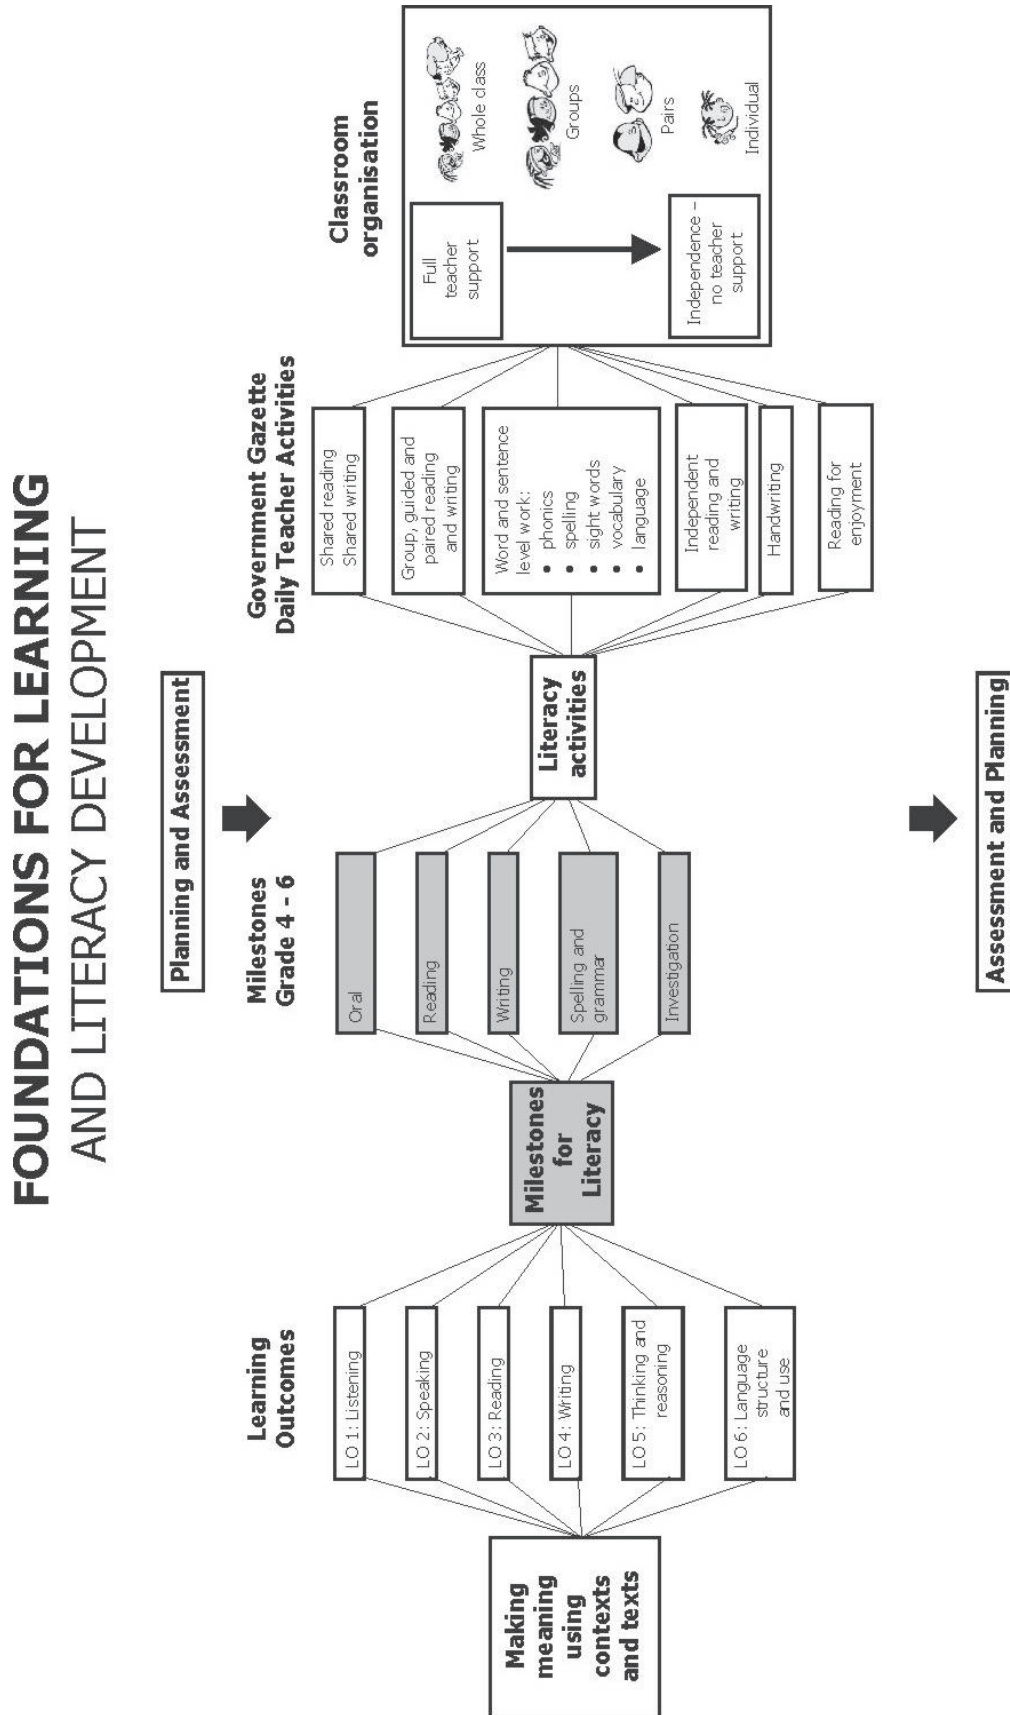 FOUNDATIONS FOR LEARNING
AND LITERACY DEVELOPMENT
Planning and Assessment
Making
meaning
using
contexts
and texts
Learning
Outcomes
LO 1: Listening
LO 2: Speaking
LO 3: Reading
LO 4: Writing
LO 5: Thinking and
reasoning
LO 6: Language
structure
and use
Milestones
for
Literacy
Milestones
Grade 4 - 6
Oral
Reading
Writing
Spelling and
grammar
Investigation
Literacy
activities
Government Gazette
Daily Teacher Activities
Shared reading
Shared writing
Group, guided and
paired reading
and writing
Word and sentence
level work:
• phonics
• spelling
• sight words
• vocabulary
• language
Independent
reading and
writing
Handwriting
Reading for
enjoyment
Classroom
organisation
Full
teacher
support
Independence –
no teacher
support
Whole class
Groups
Pairs
Individual
Assessment and Planning